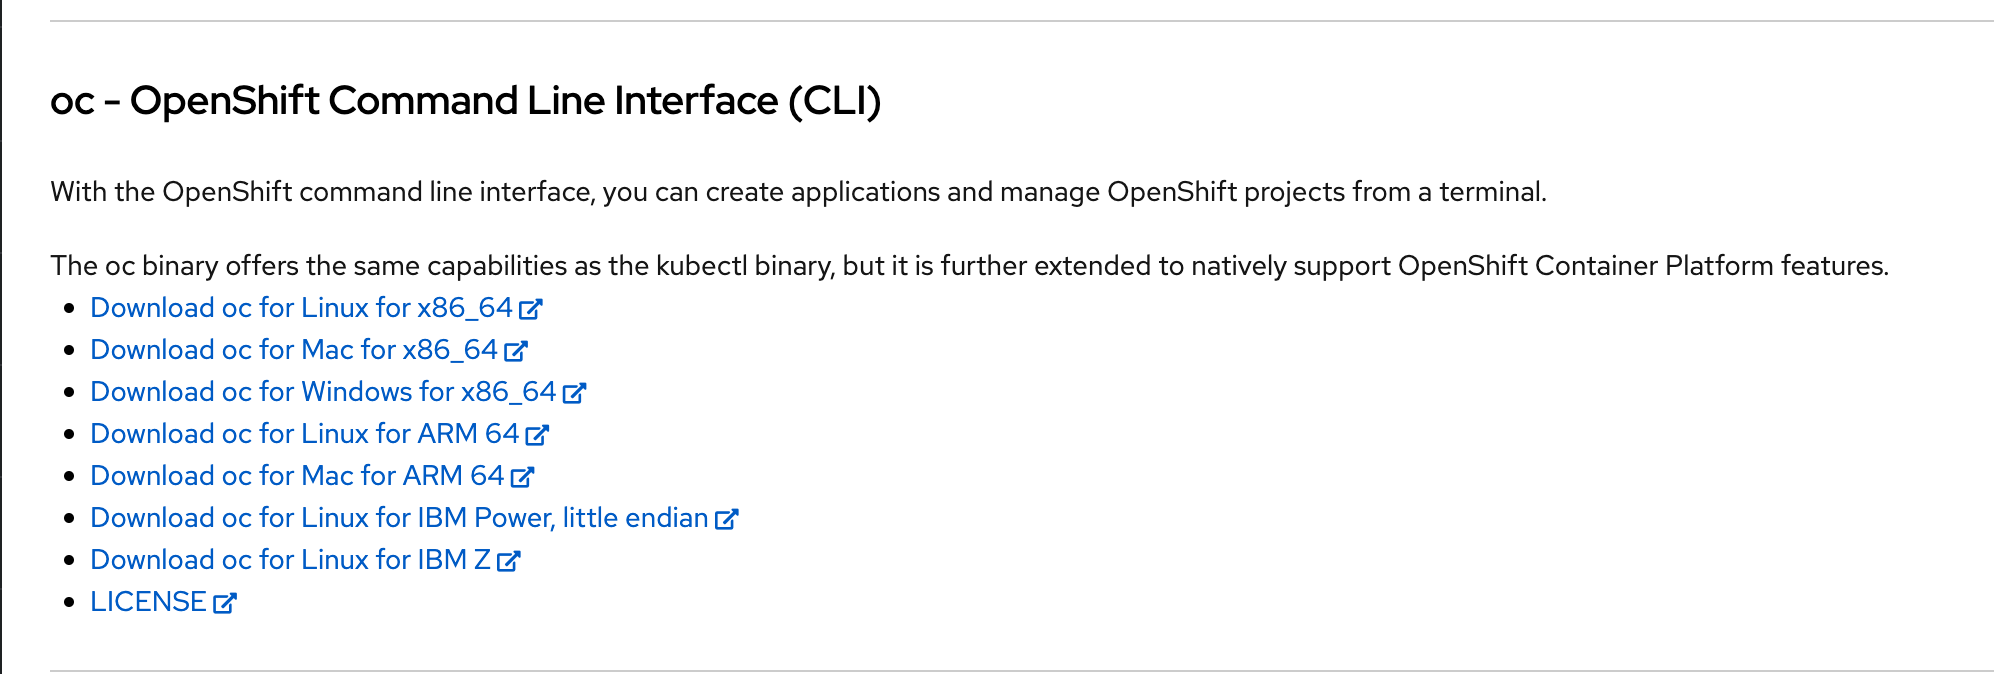 oc - OpenShift Command Line Interface (CLI)
With the OpenShift command line interface, you can create applications and manage OpenShift projects from a terminal.
The oc binary offers the same capabilities as the kubectl binary, but it is further extended to natively support OpenShift Container Platform features.
Download oc for Linux for x86_64
Download oc for Mac for x86_64
Download oc for Windows for x86_64
Download oc for Linux for ARM 64
Download oc for Mac for ARM 64
Download oc for Linux for IBM Power, little endian
Download oc for Linux for IBM Z
LICENSE